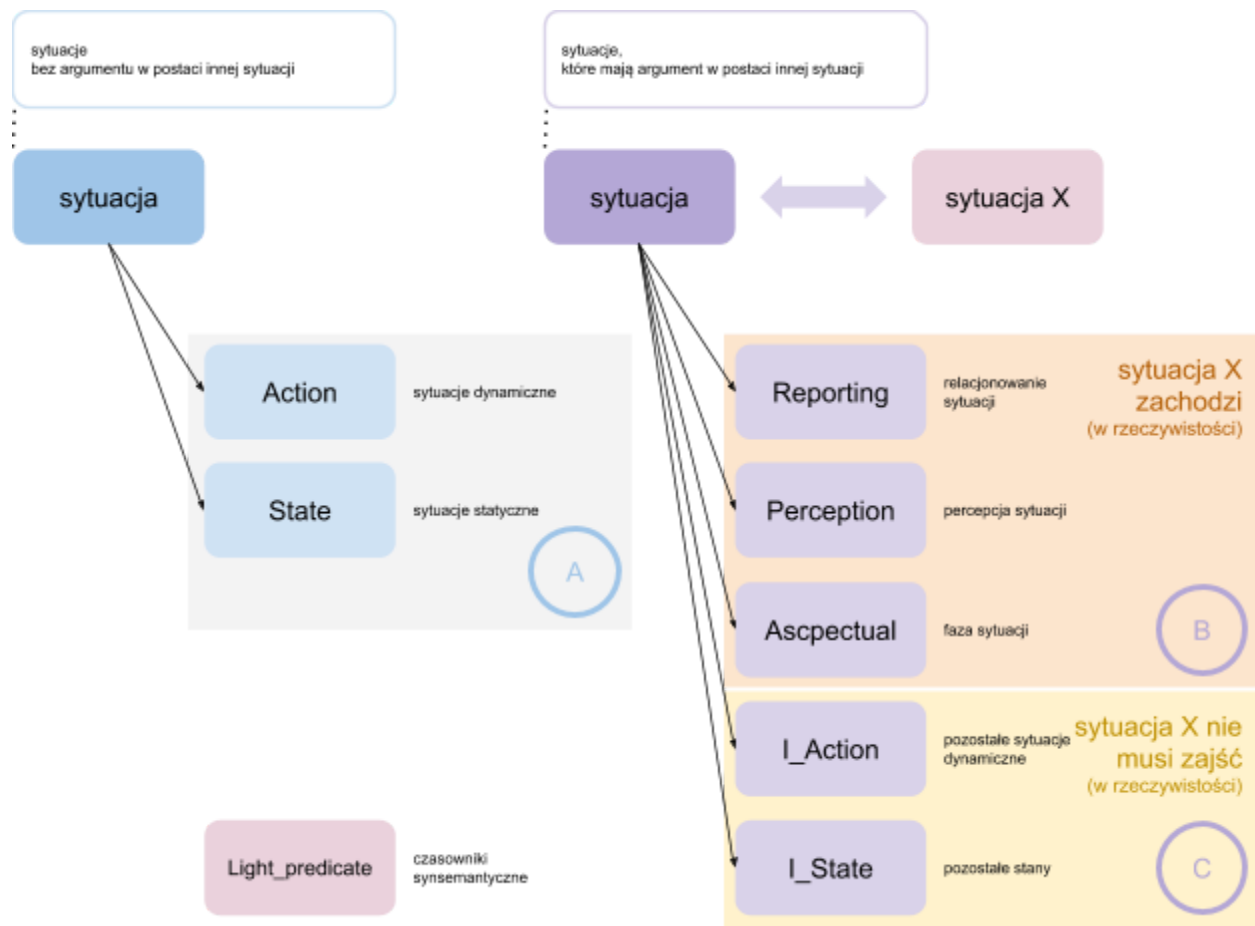 sytuacje
bez argumentu w postaci innej sytuacji
sytuacje,
które mają argument w postaci innej sytuacji
sytuacja
sytuacja
sytuacja X
Action
sytuacje dynamiczne
State
sytuacje statyczne
A
Reporting
relacjonowanie
sytuacji
sytuacja X
zachodzi
(w rzeczywistości)
Perception
percepcja sytuacji
Ascpectual
faza sytuacji
B
I_Action
pozostałe sytuacje
dynamiczne
sytuacja X nie
musi zajść
(w rzeczywistości)
Light_predicate
czasowniki
synsemantyczne
I_State
pozostałe stany
C